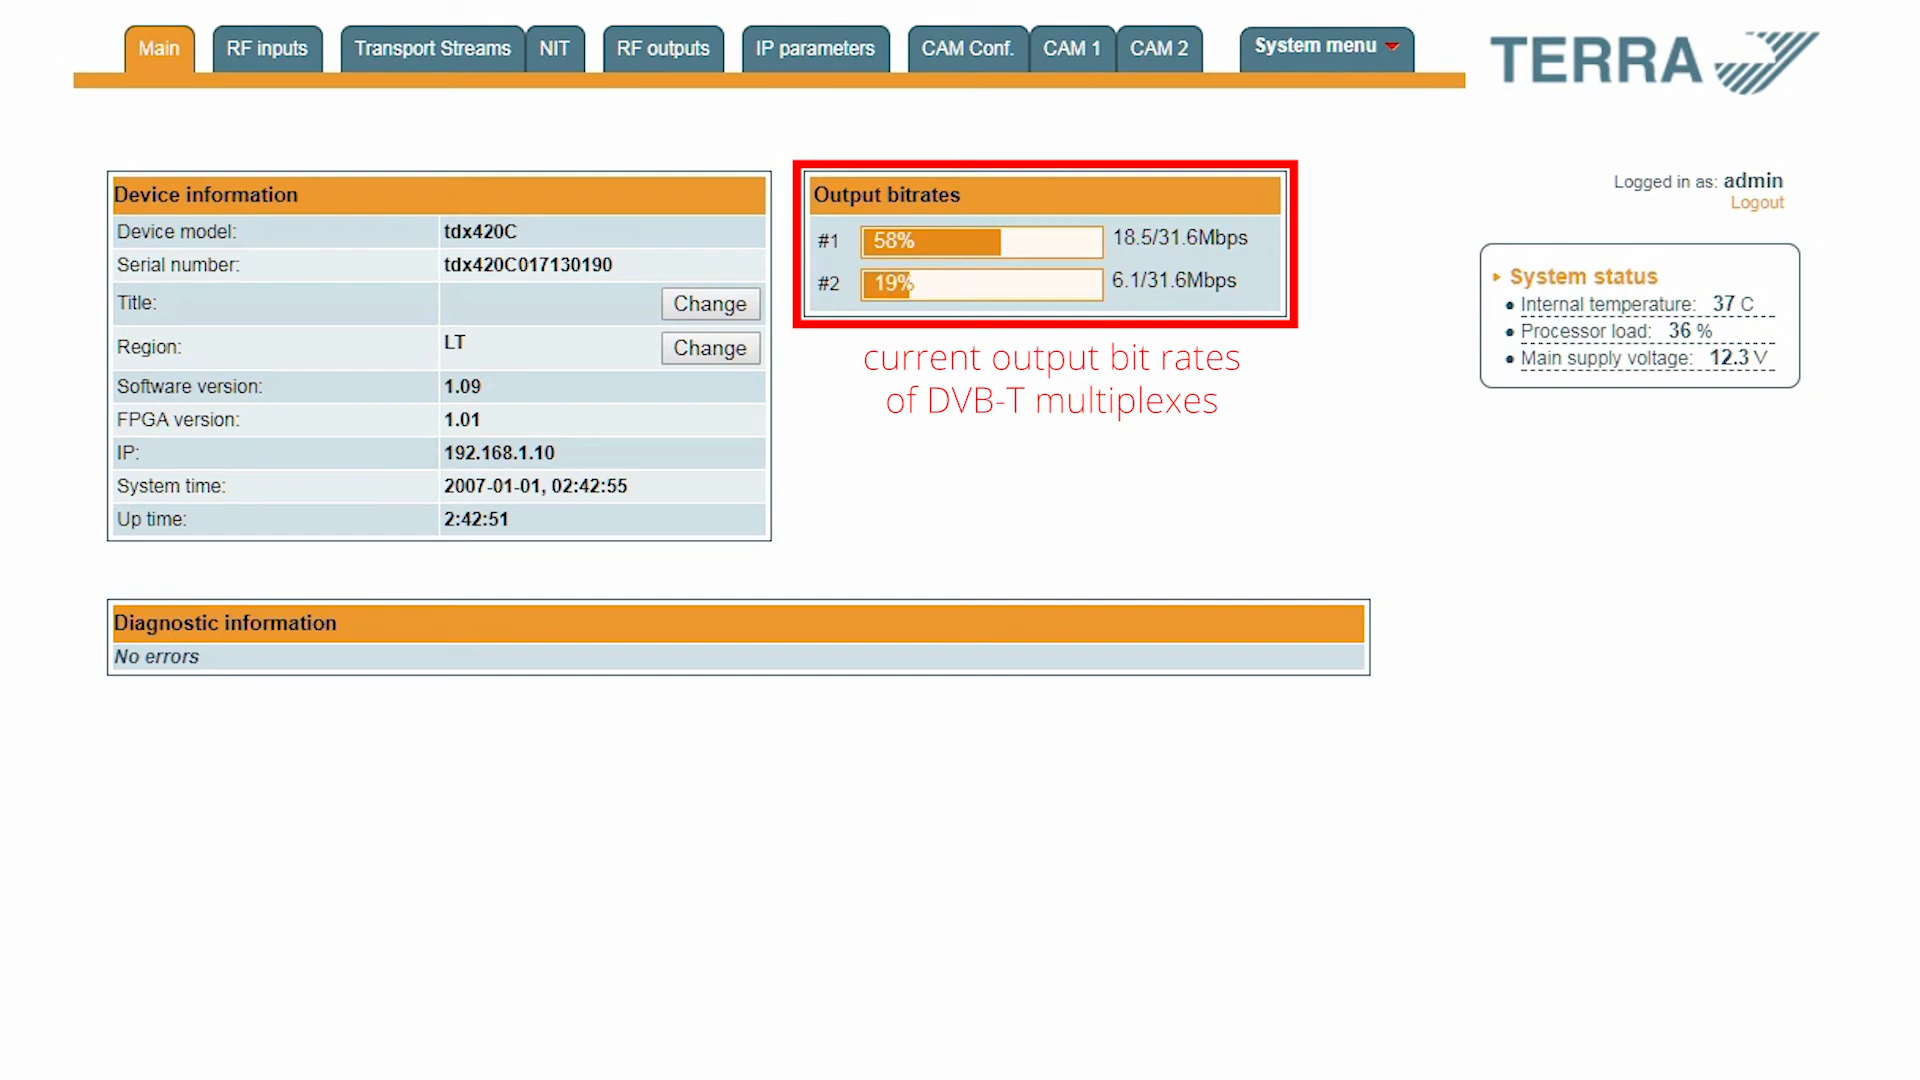 Main RF inputs Transport Streams NIT RF outputs IP parameters CAM Conf. CAM 1 CAM 2 System menu
TERRA
Logged in as: admin
Logout
Device information
Device model: tdx420C
Serial number: tdx420C017130190
Title: Change
Region: LT Change
Software version: 1.09
FPGA version: 1.01
IP: 192.168.1.10
System time: 2007-01-01, 02:42:55
Up time: 2:42:51
Output bitrates
#1 58% 18.5/31.6Mbps
#2 19% 6.1/31.6Mbps
current output bit rates
of DVB-T multiplexes
System status
Internal temperature: 37 C
Processor load: 36 %
Main supply voltage: 12.3 V
Diagnostic information
No errors